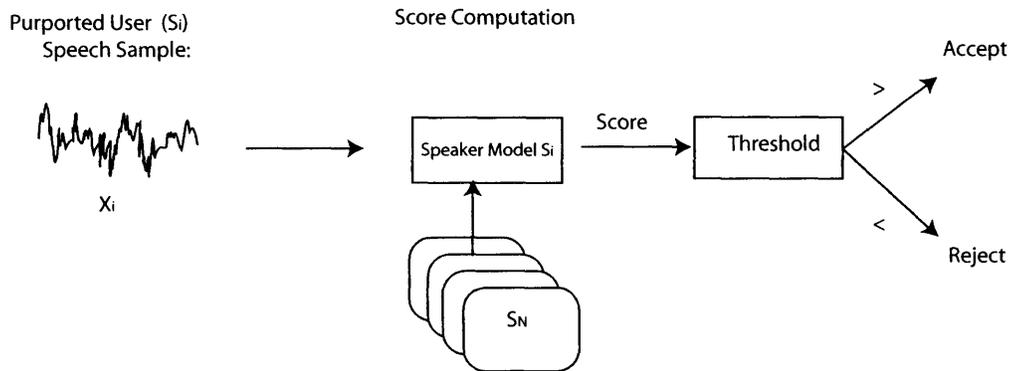 Purported User (Si)
Speech Sample:
Score Computation
Accept
>
Score
Speaker Model Si
Threshold
Xi
<
Reject
SN